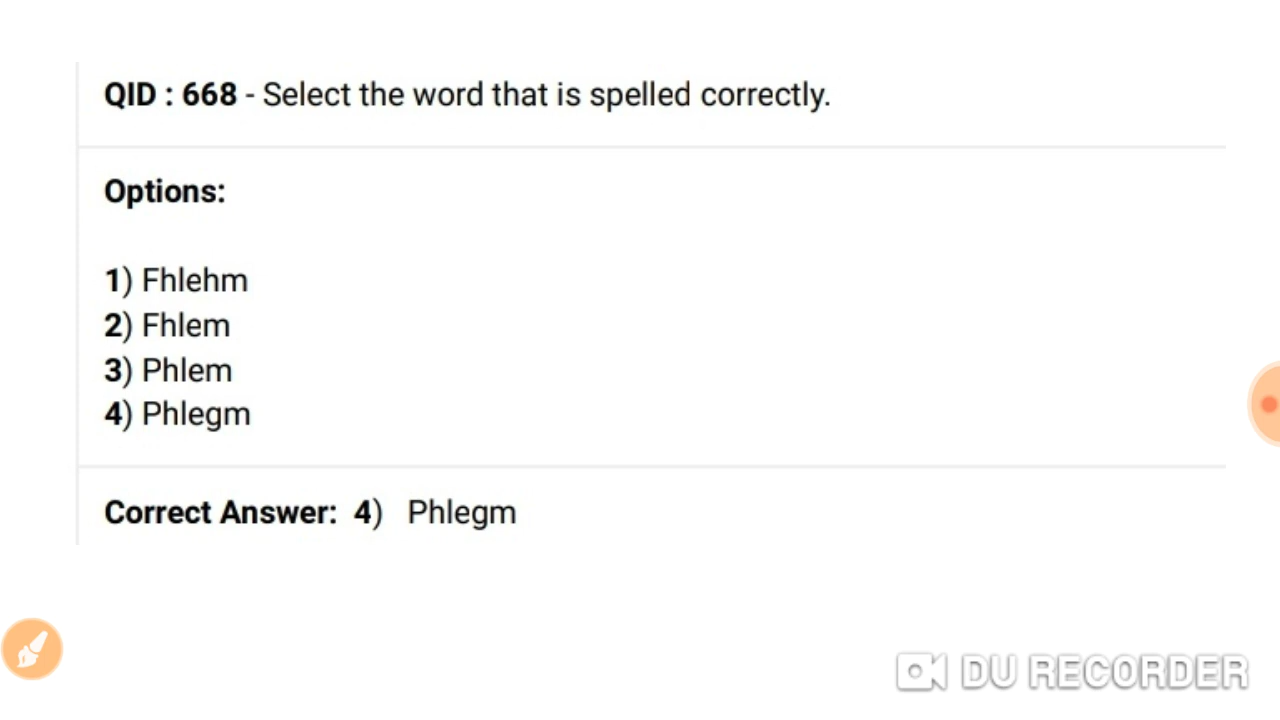 QID : 668 - Select the word that is spelled correctly.
Options:
1) Fhlehm
2) Fhlem
3) Phlem
4) Phlegm
Correct Answer: 4) Phlegm
DU RECORDER